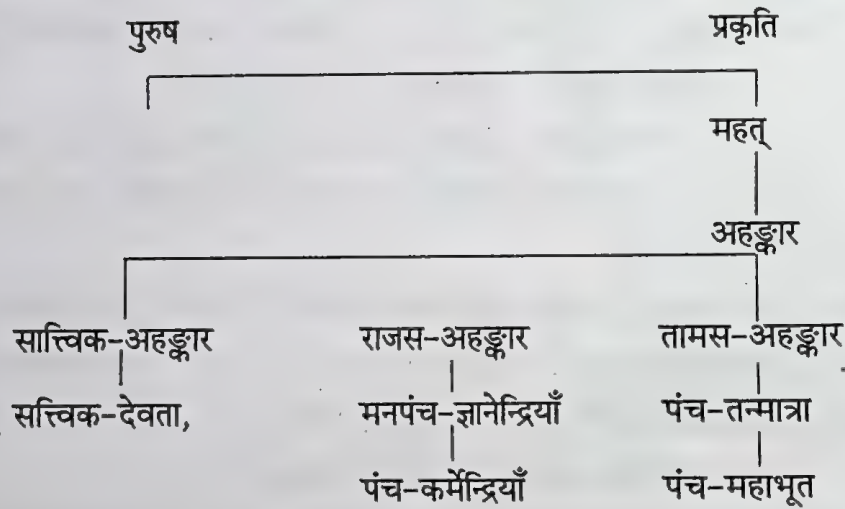 पुरुष प्रकृति
महत्
अहङ्कार
सात्त्विक-अहङ्कार राजस-अहङ्कार तामस-अहङ्कार
सत्त्विक-देवता, मनपंच-ज्ञानेन्द्रियाँ पंच-तन्मात्रा
पंच-कर्मेन्द्रियाँ पंच-महाभूत